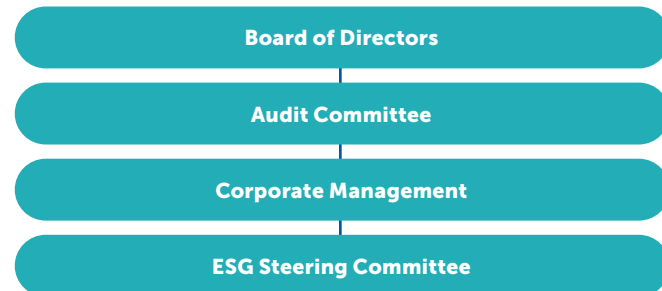 Board of Directors
Audit Committee
Corporate Management
ESG Steering Committee